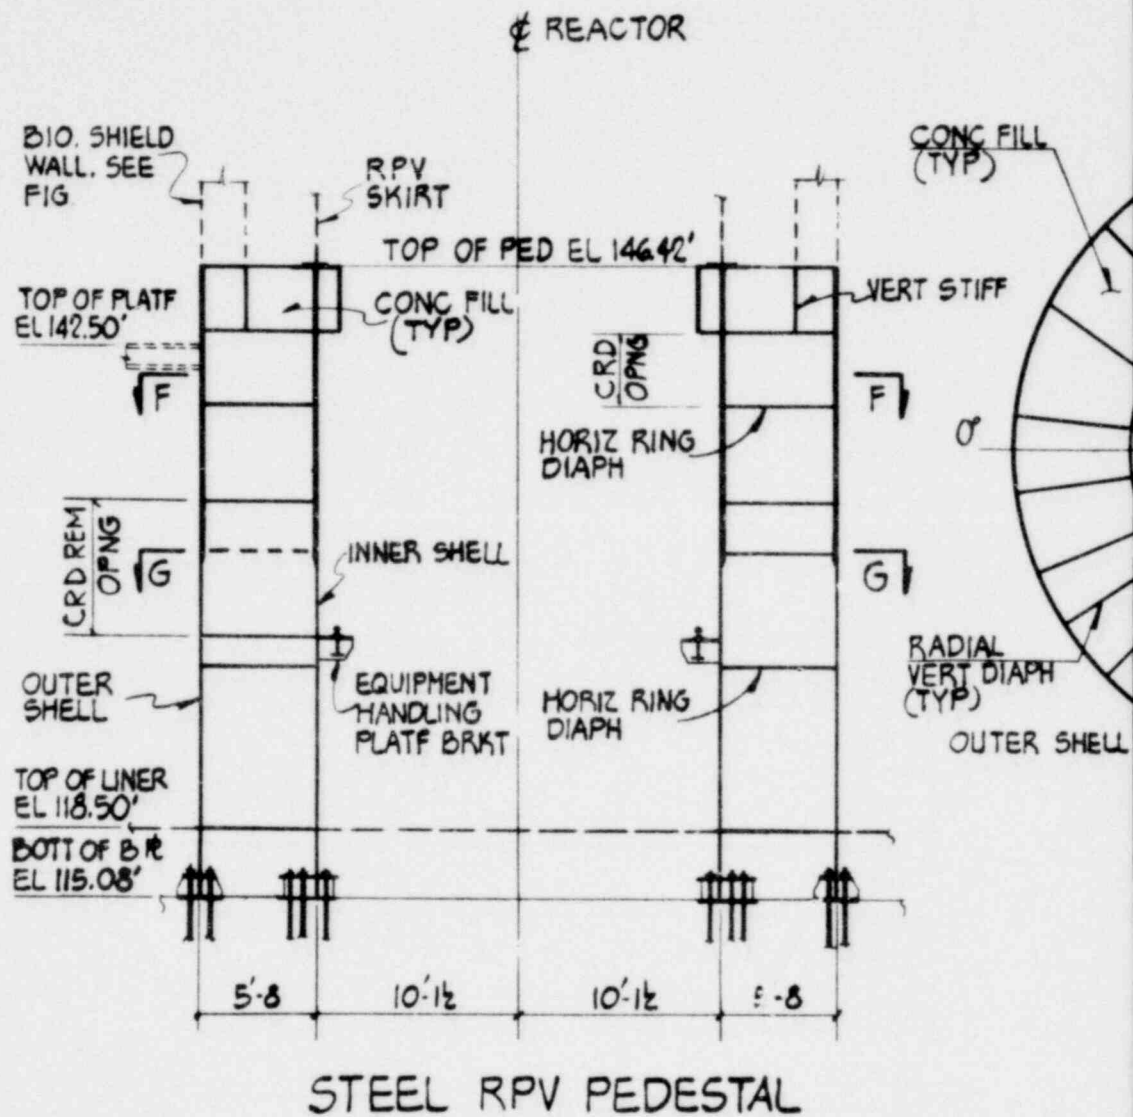 ℄ REACTOR
BIO. SHIELD
WALL. SEE
FIG
RPV
SKIRT
CONC FILL
(TYP)
TOP OF PED EL 146.42'
TOP OF PLATF
EL 142.50'
CONC FILL
(TYP)
VERT STIFF
CRD
OPNG
F
F
0°
HORIZ RING
DIAPH
CRD REM
OPNG
G
INNER SHELL
G
RADIAL
VERT DIAPH
(TYP)
OUTER
SHELL
EQUIPMENT
HANDLING
PLATF BRKT
HORIZ RING
DIAPH
OUTER SHELL
TOP OF LINER
EL 118.50'
BOTT OF B ℞
EL 115.08'
5'-8
10'-1½
10'-1½
-8
STEEL RPV PEDESTAL